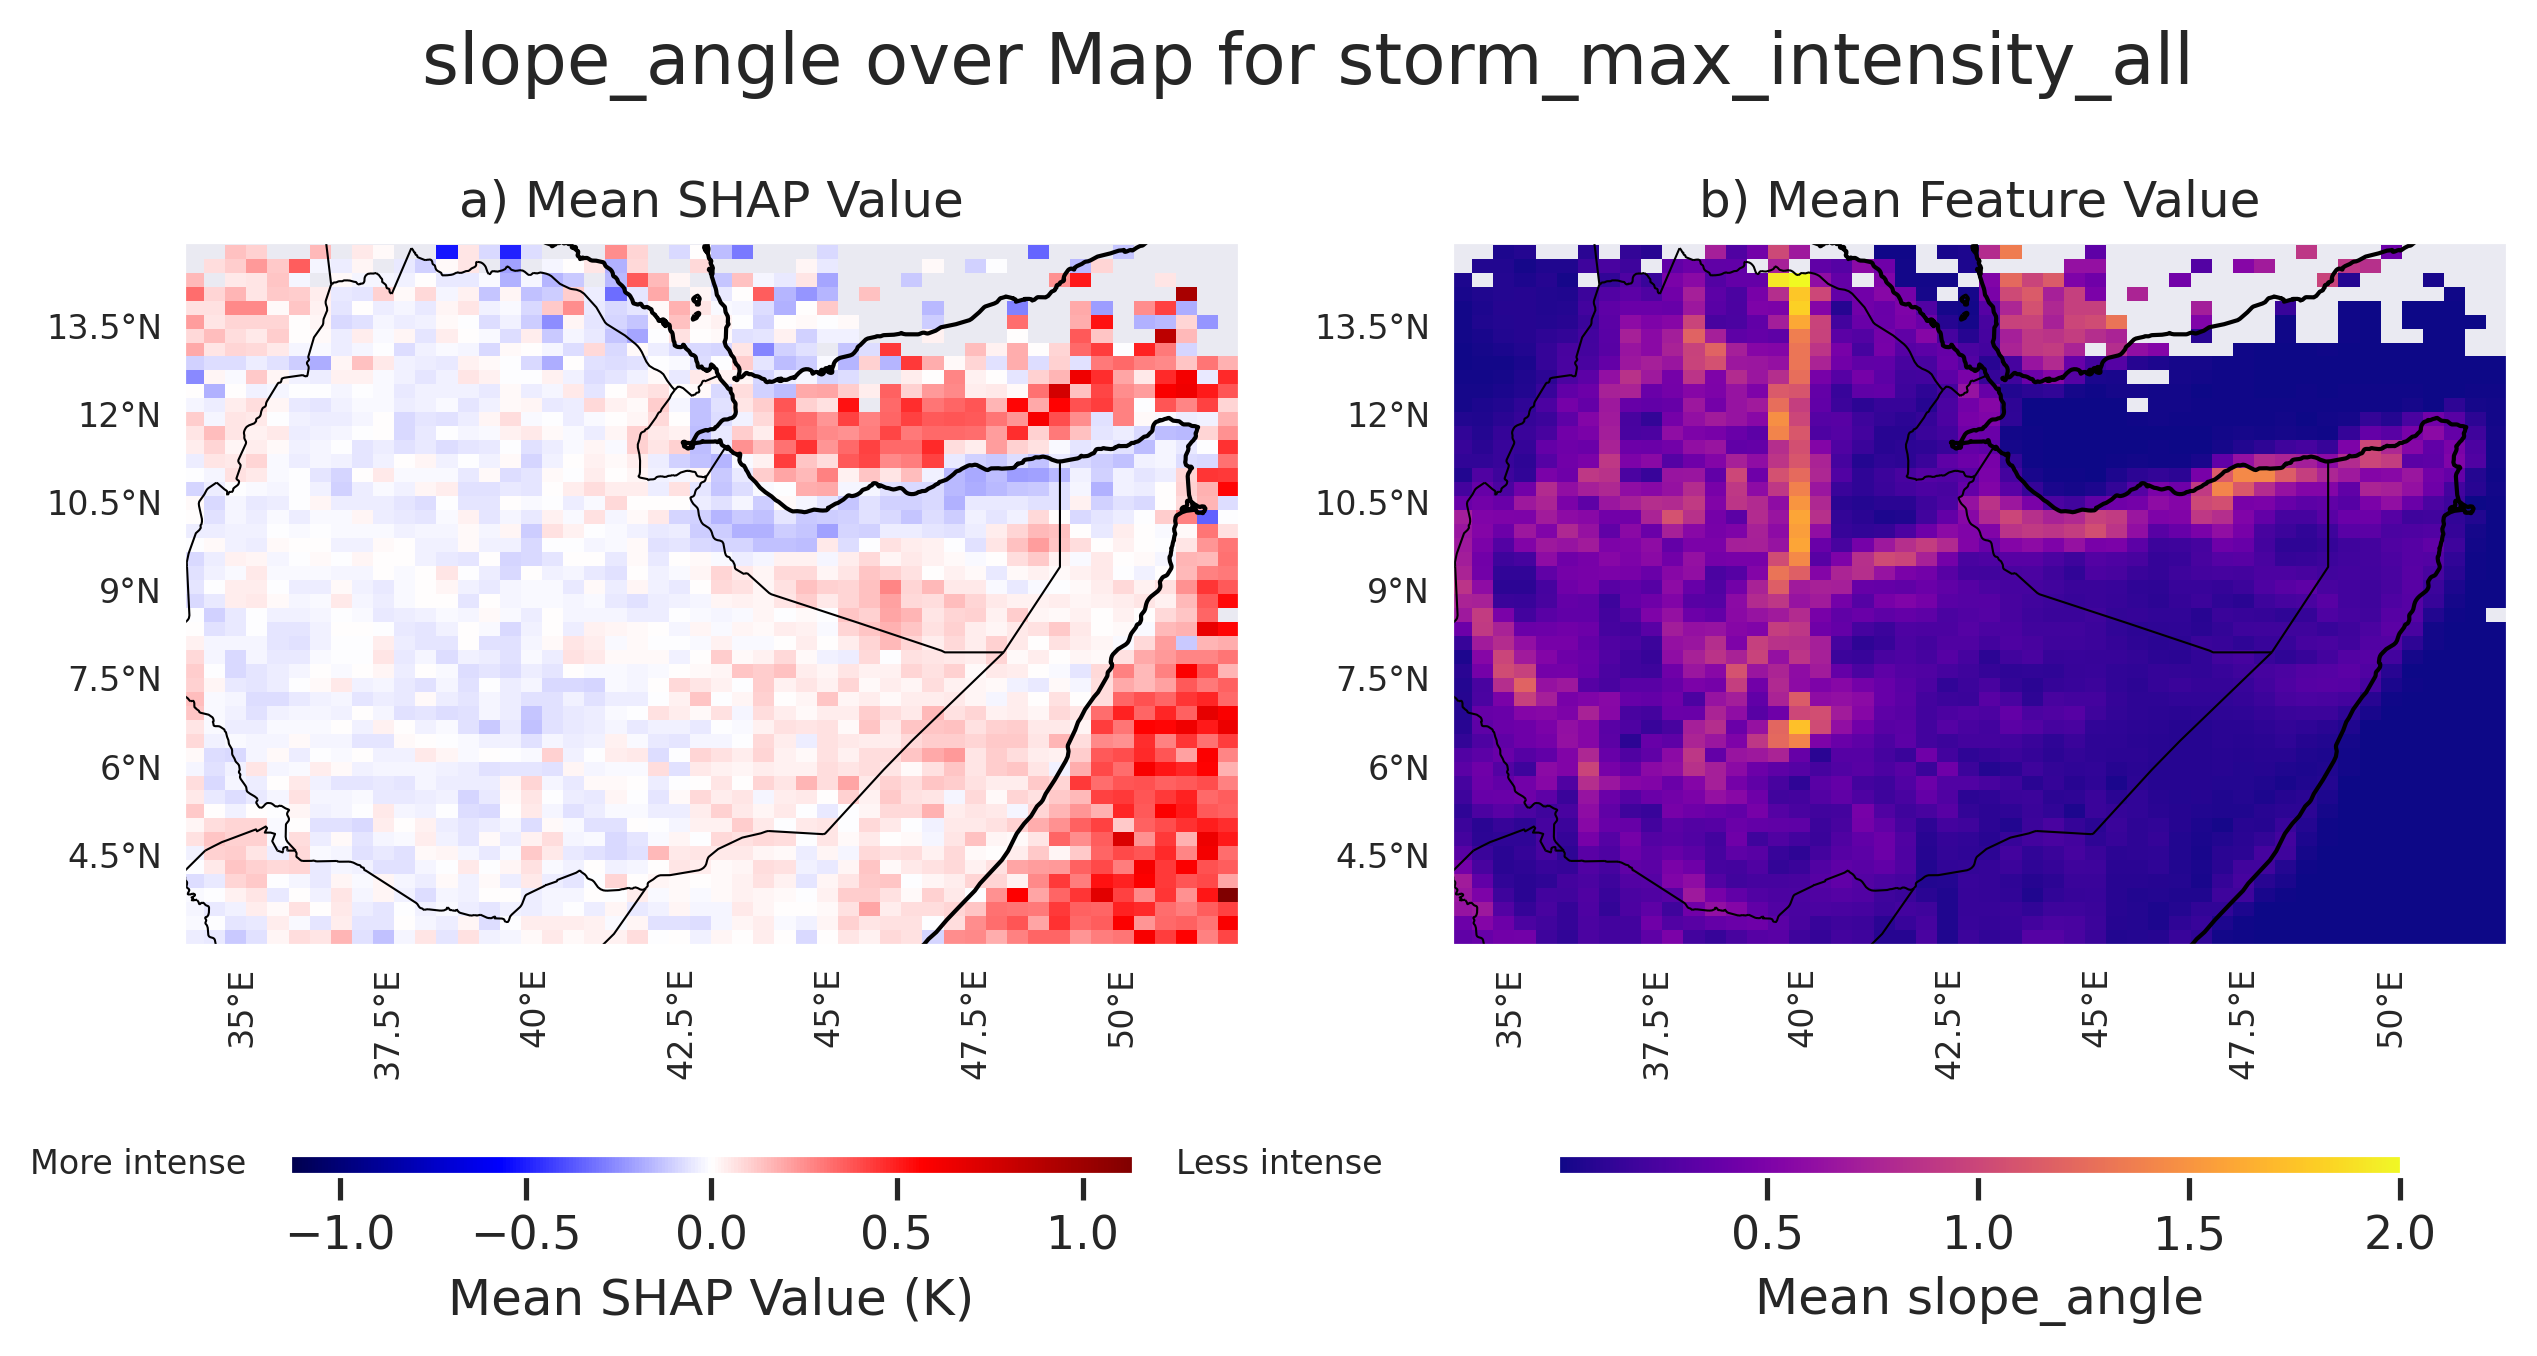 slope_angle over Map for storm_max_intensity_all
a) Mean SHAP Value
13.5°N
12°N
10.5°N
9°N
7.5°N
6°N
4.5°N
35°E
37.5°E
40°E
42.5°E
45°E
47.5°E
50°E
More intense
Less intense
−1.0
−0.5
0.0
0.5
1.0
Mean SHAP Value (K)
b) Mean Feature Value
13.5°N
12°N
10.5°N
9°N
7.5°N
6°N
4.5°N
35°E
37.5°E
40°E
42.5°E
45°E
47.5°E
50°E
0.5
1.0
1.5
2.0
Mean slope_angle